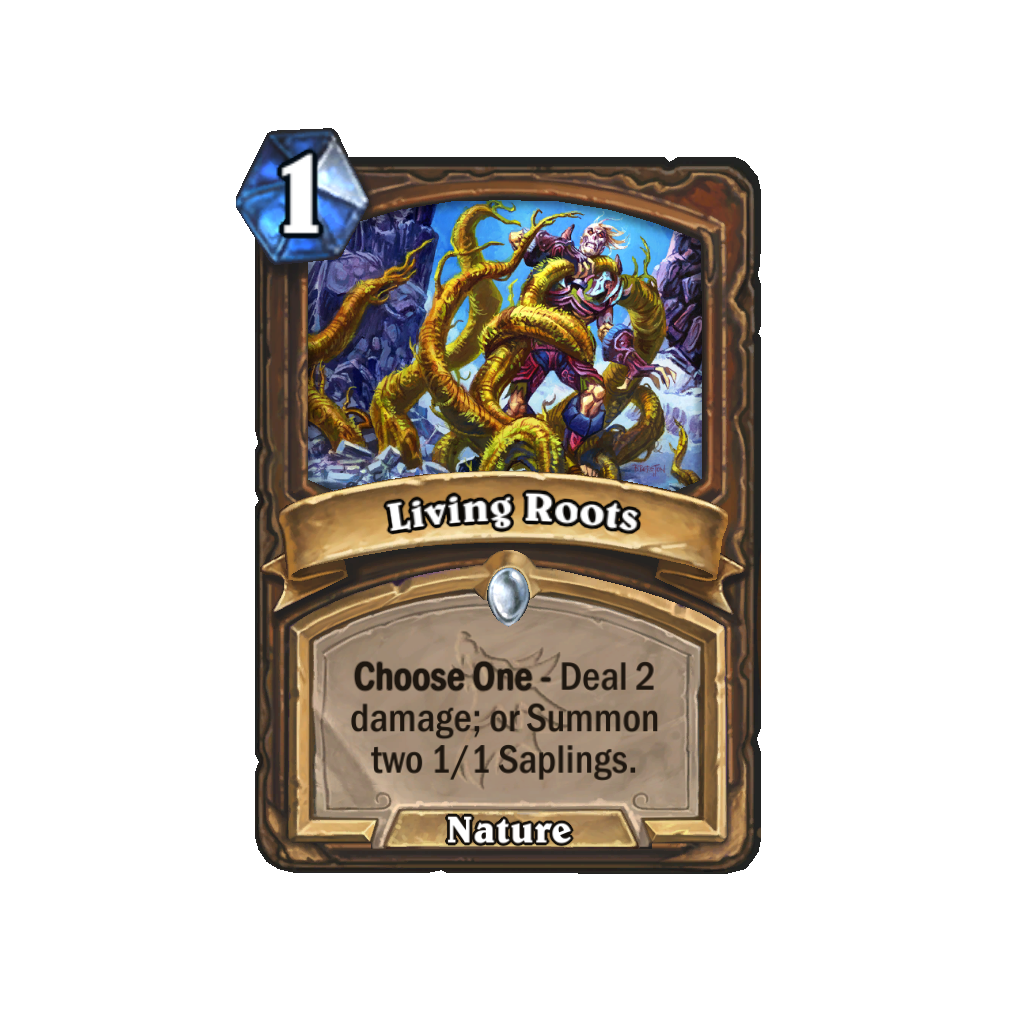 1
Living Roots
Choose One - Deal 2
damage; or Summon
two 1/1 Saplings.
Nature